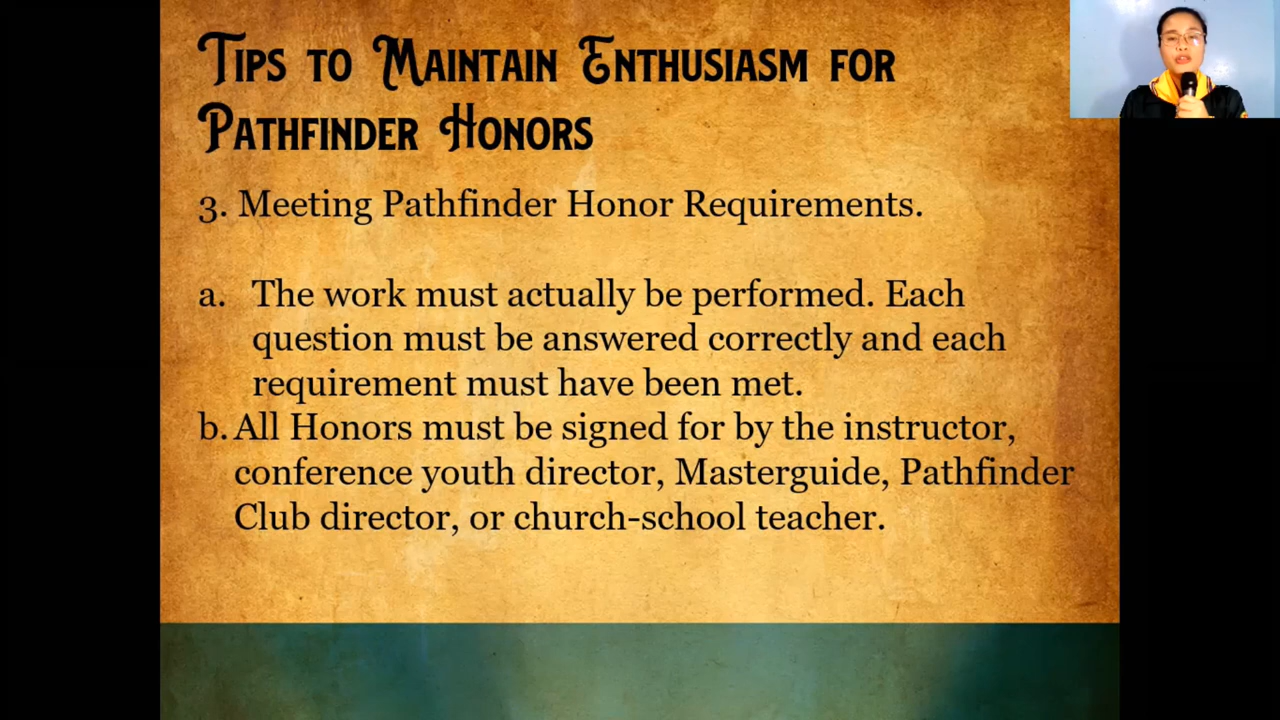 Tips to Maintain Enthusiasm for
Pathfinder Honors
3. Meeting Pathfinder Honor Requirements.
a. The work must actually be performed. Each
question must be answered correctly and each
requirement must have been met.
b. All Honors must be signed for by the instructor,
conference youth director, Masterguide, Pathfinder
Club director, or church-school teacher.